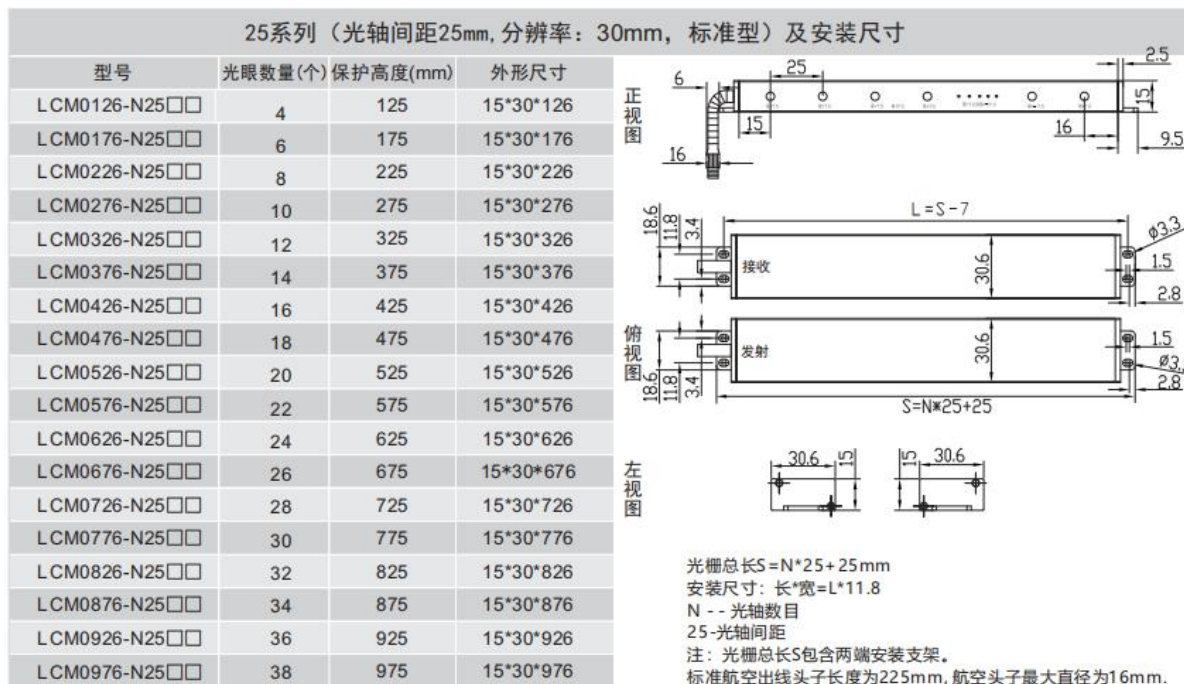 25系列（光轴间距25mm,分辨率：30mm，标准型）及安装尺寸
型号 光眼数量(个) 保护高度(mm) 外形尺寸
LCM0126-N25□□ 4 125 15*30*126
LCM0176-N25□□ 6 175 15*30*176
LCM0226-N25□□ 8 225 15*30*226
LCM0276-N25□□ 10 275 15*30*276
LCM0326-N25□□ 12 325 15*30*326
LCM0376-N25□□ 14 375 15*30*376
LCM0426-N25□□ 16 425 15*30*426
LCM0476-N25□□ 18 475 15*30*476
LCM0526-N25□□ 20 525 15*30*526
LCM0576-N25□□ 22 575 15*30*576
LCM0626-N25□□ 24 625 15*30*626
LCM0676-N25□□ 26 675 15*30*676
LCM0726-N25□□ 28 725 15*30*726
LCM0776-N25□□ 30 775 15*30*776
LCM0826-N25□□ 32 825 15*30*826
LCM0876-N25□□ 34 875 15*30*876
LCM0926-N25□□ 36 925 15*30*926
LCM0976-N25□□ 38 975 15*30*976
正视图
6
25
2.5
15
15
16
16
9.5
俯视图
L=S-7
18.6
11.8
3.4
接收
30.6
ø3.3
1.5
2.8
发射
30.6
1.5
ø3.
2.8
18.6
11.8
3.4
S=N*25+25
左视图
30.6
15
15
30.6
光栅总长S=N*25+25mm
安装尺寸：长*宽=L*11.8
N - - 光轴数目
25-光轴间距
注：光栅总长S包含两端安装支架。
标准航空出线头子长度为225mm,航空头子最大直径为16mm.